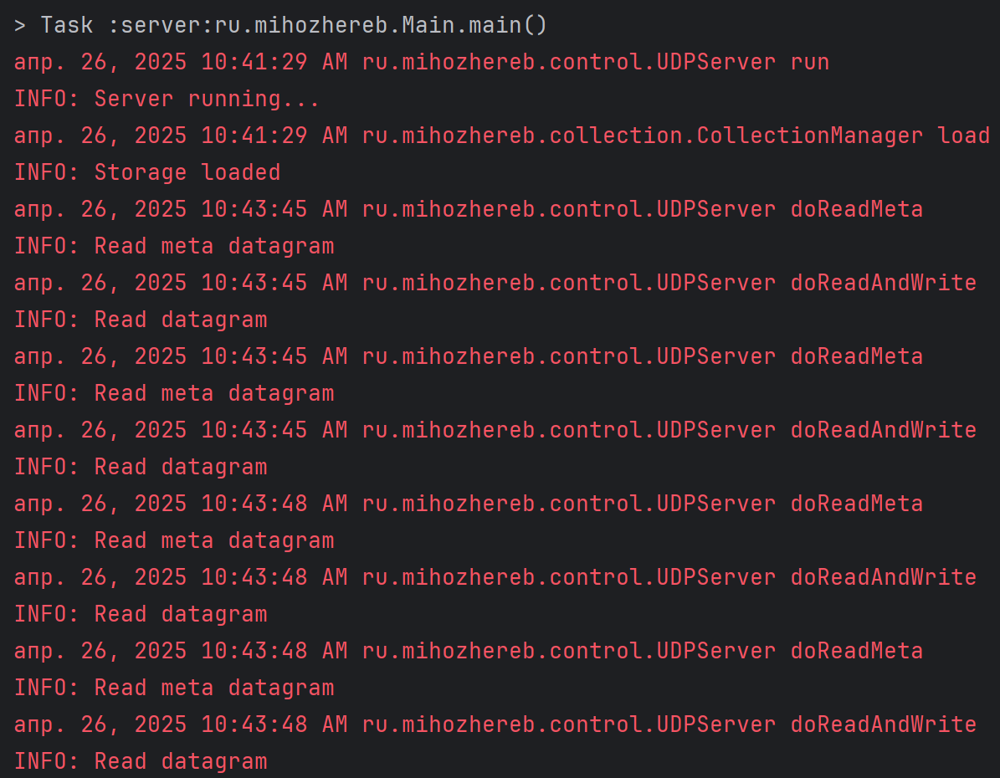 > Task :server:ru.mihozhereb.Main.main()
апр. 26, 2025 10:41:29 AM ru.mihozhereb.control.UDPServer run
INFO: Server running...
апр. 26, 2025 10:41:29 AM ru.mihozhereb.collection.CollectionManager load
INFO: Storage loaded
апр. 26, 2025 10:43:45 AM ru.mihozhereb.control.UDPServer doReadMeta
INFO: Read meta datagram
апр. 26, 2025 10:43:45 AM ru.mihozhereb.control.UDPServer doReadAndWrite
INFO: Read datagram
апр. 26, 2025 10:43:45 AM ru.mihozhereb.control.UDPServer doReadMeta
INFO: Read meta datagram
апр. 26, 2025 10:43:45 AM ru.mihozhereb.control.UDPServer doReadAndWrite
INFO: Read datagram
апр. 26, 2025 10:43:48 AM ru.mihozhereb.control.UDPServer doReadMeta
INFO: Read meta datagram
апр. 26, 2025 10:43:48 AM ru.mihozhereb.control.UDPServer doReadAndWrite
INFO: Read datagram
апр. 26, 2025 10:43:48 AM ru.mihozhereb.control.UDPServer doReadMeta
INFO: Read meta datagram
апр. 26, 2025 10:43:48 AM ru.mihozhereb.control.UDPServer doReadAndWrite
INFO: Read datagram